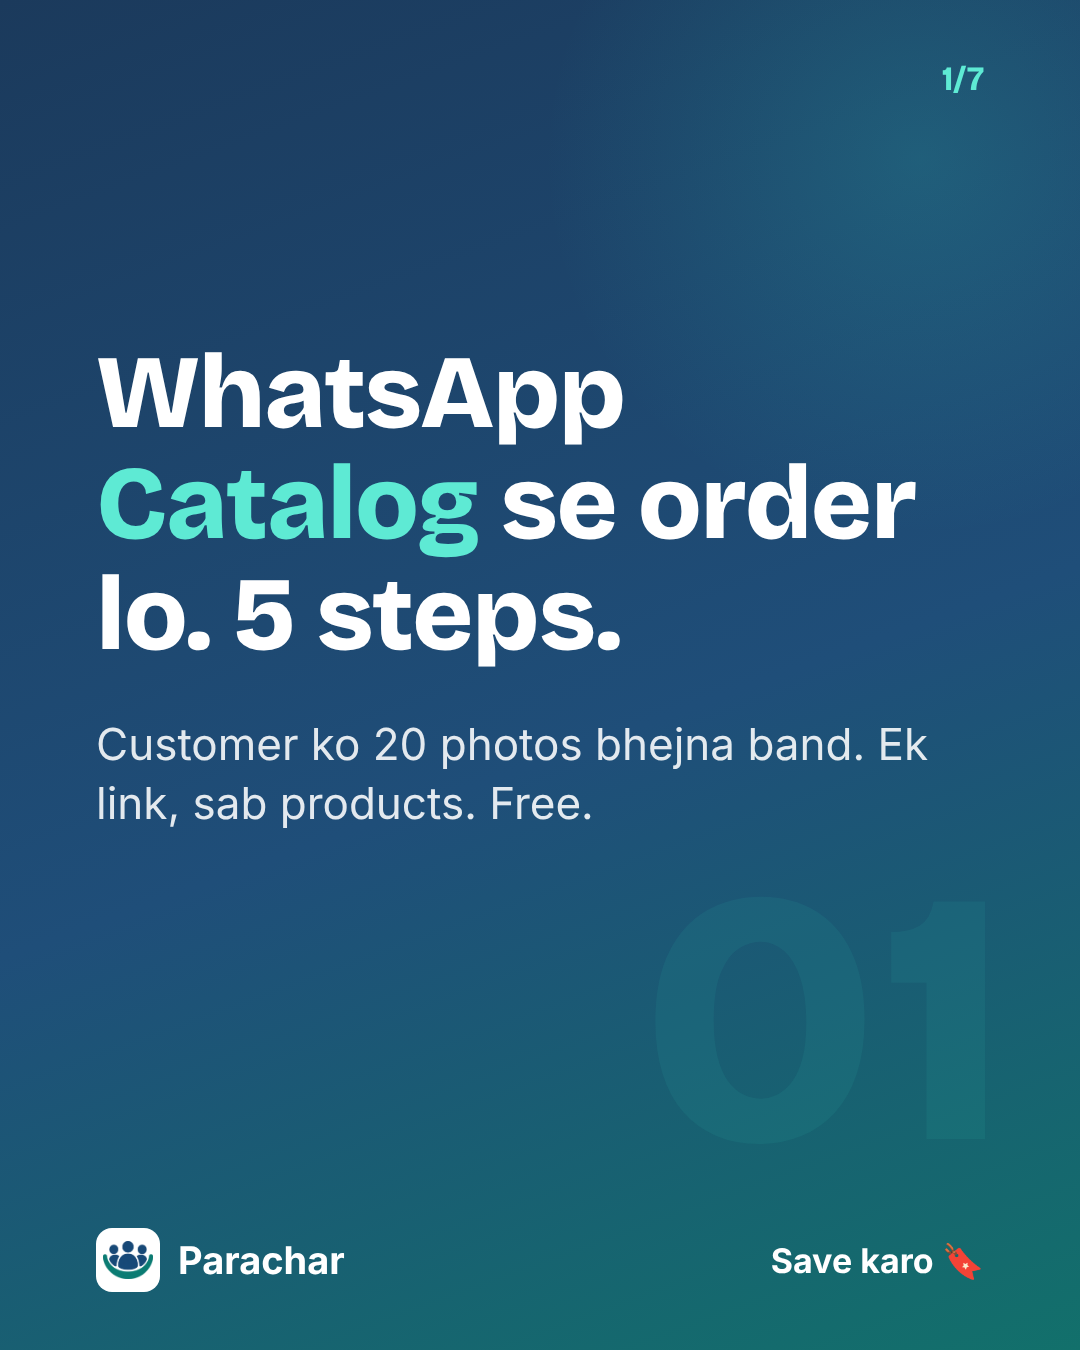 1/7
WhatsApp
Catalog se order
lo. 5 steps.
Customer ko 20 photos bhejna band. Ek
link, sab products. Free.
01
Parachar
Save karo 🔖